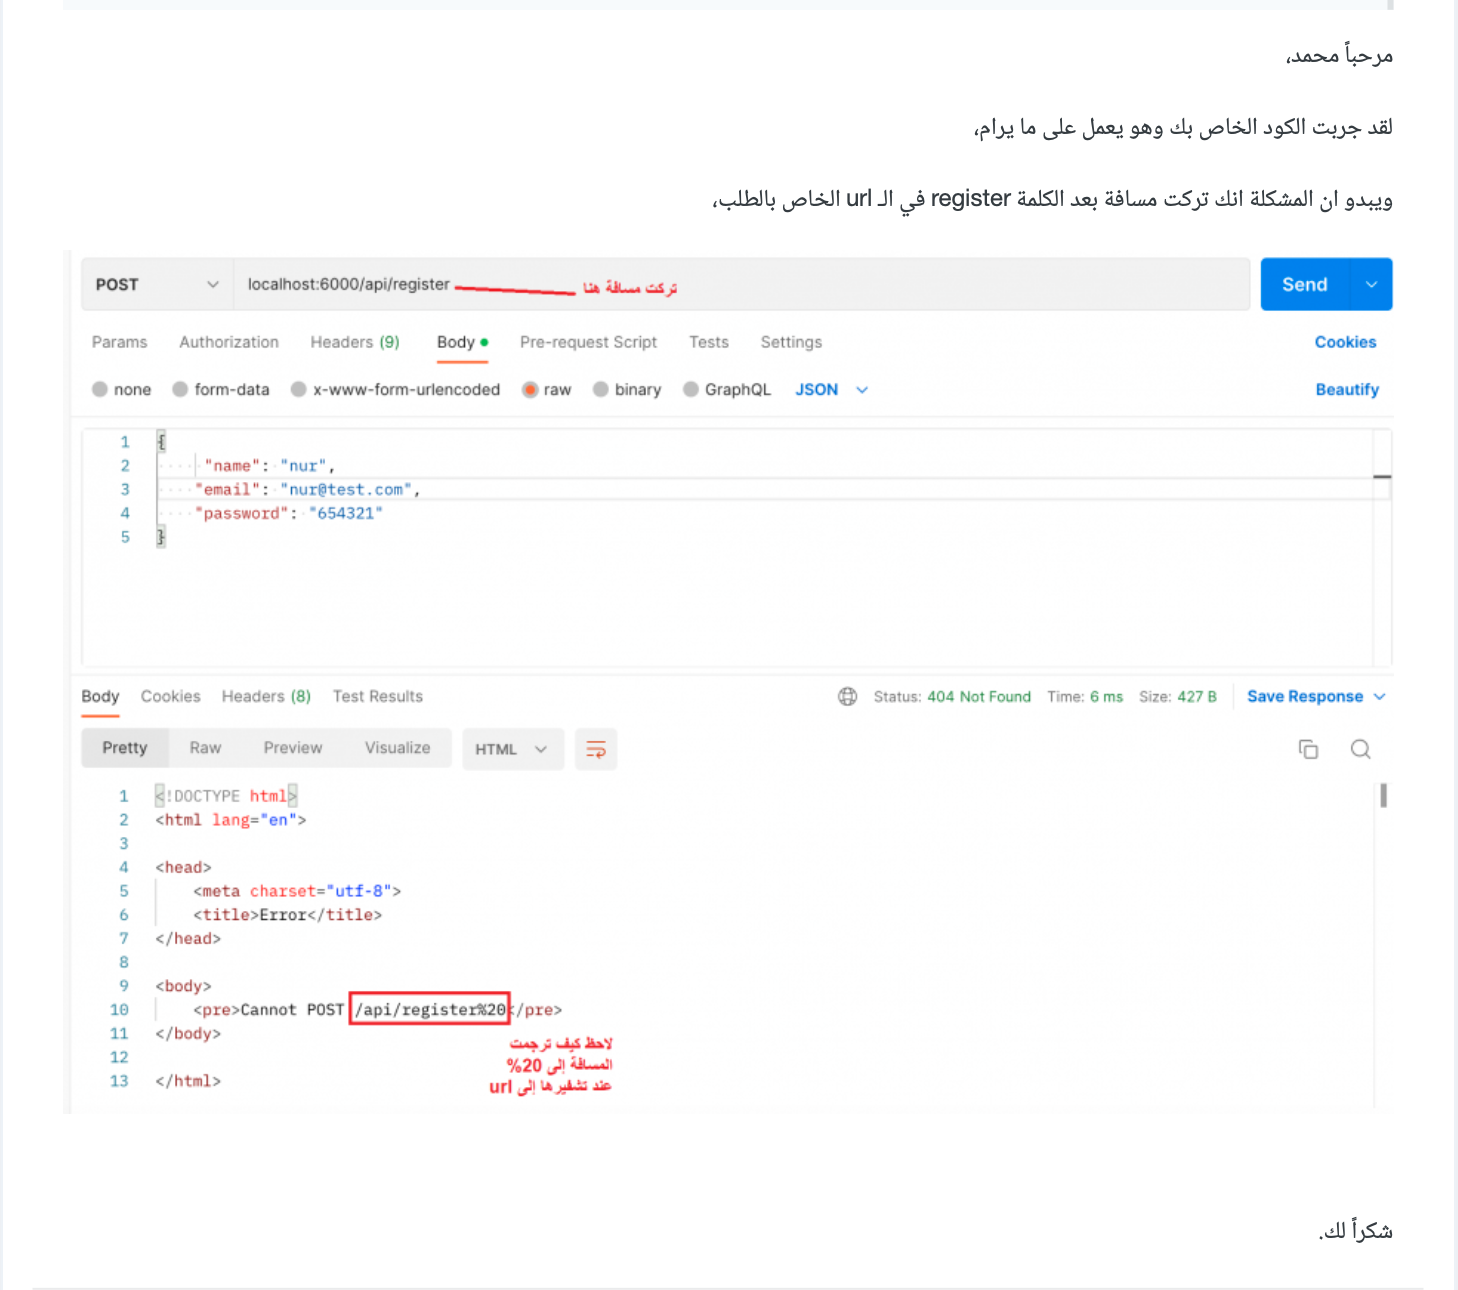 مرحباً محمد،
لقد جربت الكود الخاص بك وهو يعمل على ما يرام،
ويبدو ان المشكلة انك تركت مسافة بعد الكلمة register في الـ url الخاص بالطلب،
POST localhost:6000/api/register تركت مسافة هنا Send
Params Authorization Headers (9) Body Pre-request Script Tests Settings Cookies
none form-data x-www-form-urlencoded raw binary GraphQL JSON Beautify
1 {
2 "name": "nur",
3 "email": "nur@test.com",
4 "password": "654321"
5 }
Body Cookies Headers (8) Test Results Status: 404 Not Found Time: 6 ms Size: 427 B Save Response
Pretty Raw Preview Visualize HTML
1 <!DOCTYPE html>
2 <html lang="en">
3
4 <head>
5 <meta charset="utf-8">
6 <title>Error</title>
7 </head>
8
9 <body>
10 <pre>Cannot POST /api/register%20</pre>
11 </body>
12
13 </html>
لاحظ كيف ترجمت
المسافة إلى 20%
عند تشفيرها إلى url
شكراً لك.